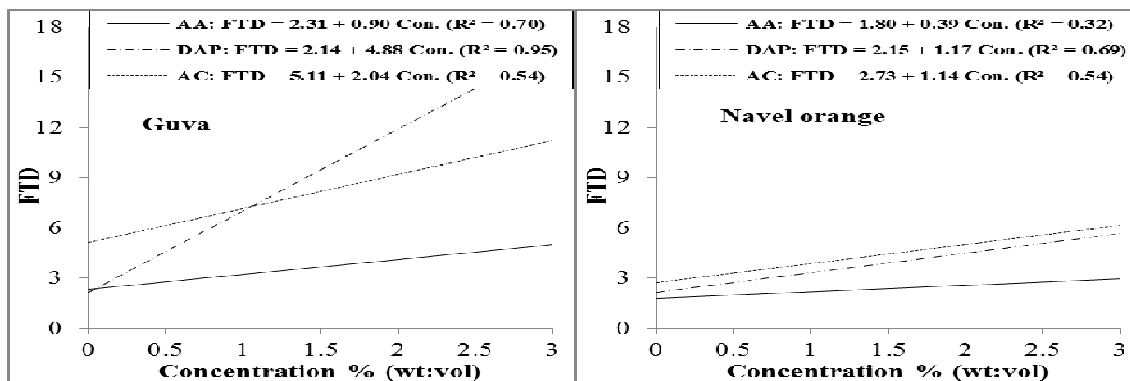 AA: FTD = 2.31 + 0.90 Con. (R² = 0.70)
DAP: FTD = 2.14 + 4.88 Con. (R² = 0.95)
AC: FTD 5.11 + 2.04 Con. (R² 0.54)
18
15
12
9
6
3
0
FTD
Guva
0 0.5 1 1.5 2 2.5 3
Concentration % (wt:vol)
AA: FTD = 1.80 + 0.39 Con. (R² = 0.32)
DAP: FTD = 2.15 + 1.17 Con. (R² = 0.69)
AC: FTD 2.73 + 1.14 Con. (R² 0.54)
18
15
12
9
6
3
0
FTD
Navel orange
0 0.5 1 1.5 2 2.5 3
Concentration % (wt:vol)